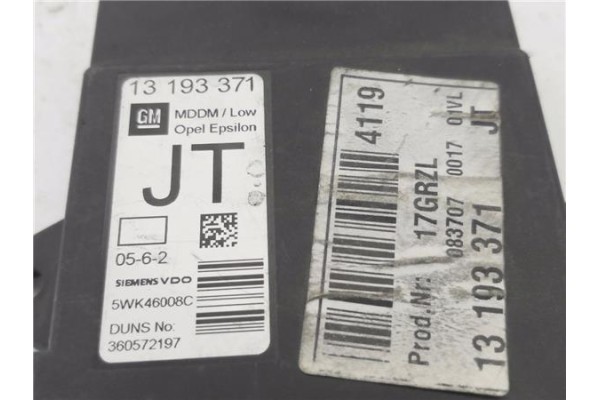 13 193 371
GM
MDDM / Low
Opel Epsilon
JT
05-6-2
SIEMENS VDO
5WK46008C
DUNS No:
360572197
4119
Prod.Nr: 17GRZL
083707 0017 01VL
13 193 371 JT